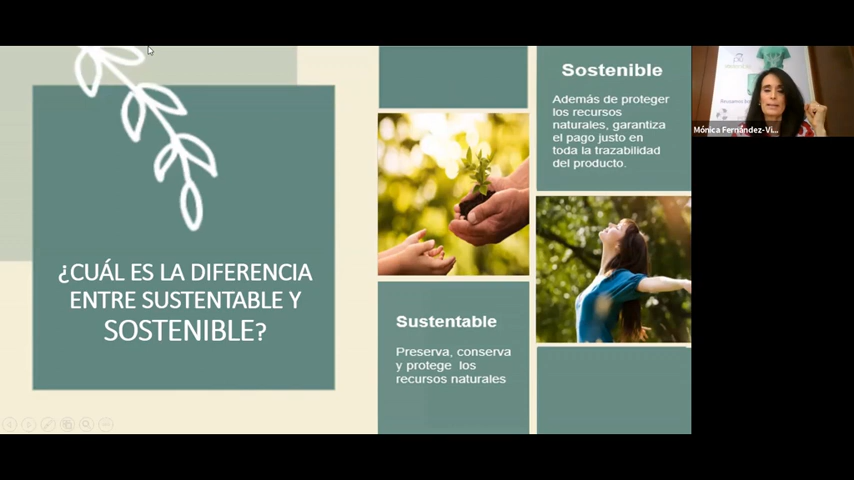 ¿CUÁL ES LA DIFERENCIA
ENTRE SUSTENTABLE Y
SOSTENIBLE?
Sustentable
Preserva, conserva
y protege los
recursos naturales
Sostenible
Además de proteger
los recursos
naturales, garantiza
el pago justo en
toda la trazabilidad
del producto.
Mónica Fernández-Vi...